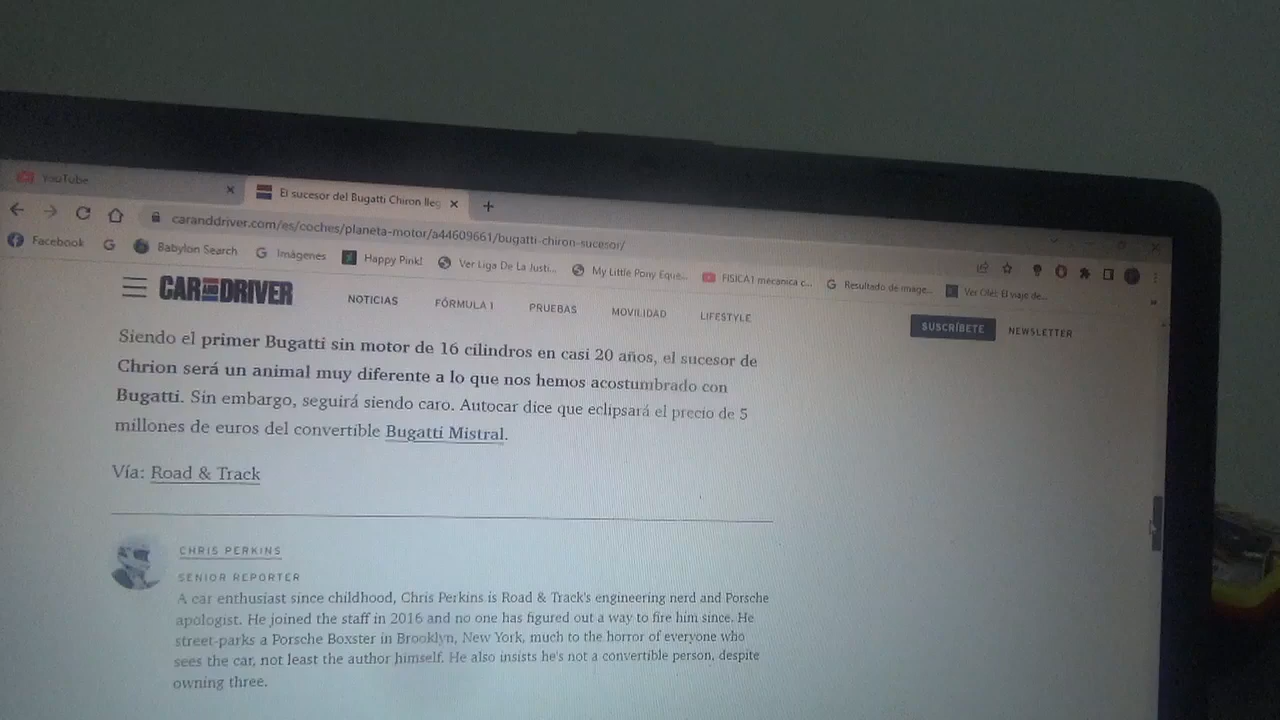 YouTube
El sucesor del Bugatti Chiron lleg
caranddriver.com/es/coches/planeta-motor/a44609661/bugatti-chiron-sucesor/
Facebook Babylon Search Imágenes Happy Pink! Ver Liga De La Justi... My Little Pony Eque... FISICA1 mecanica c... Resultado de image... Ver Olé: El viaje de...
CAR AND DRIVER NOTICIAS FÓRMULA 1 PRUEBAS MOVILIDAD LIFESTYLE SUSCRÍBETE NEWSLETTER
Siendo el primer Bugatti sin motor de 16 cilindros en casi 20 años, el sucesor de
Chrion será un animal muy diferente a lo que nos hemos acostumbrado con
Bugatti. Sin embargo, seguirá siendo caro. Autocar dice que eclipsará el precio de 5
millones de euros del convertible Bugatti Mistral.
Vía: Road & Track
CHRIS PERKINS
SENIOR REPORTER
A car enthusiast since childhood, Chris Perkins is Road & Track's engineering nerd and Porsche
apologist. He joined the staff in 2016 and no one has figured out a way to fire him since. He
street-parks a Porsche Boxster in Brooklyn, New York, much to the horror of everyone who
sees the car, not least the author himself. He also insists he's not a convertible person, despite
owning three.